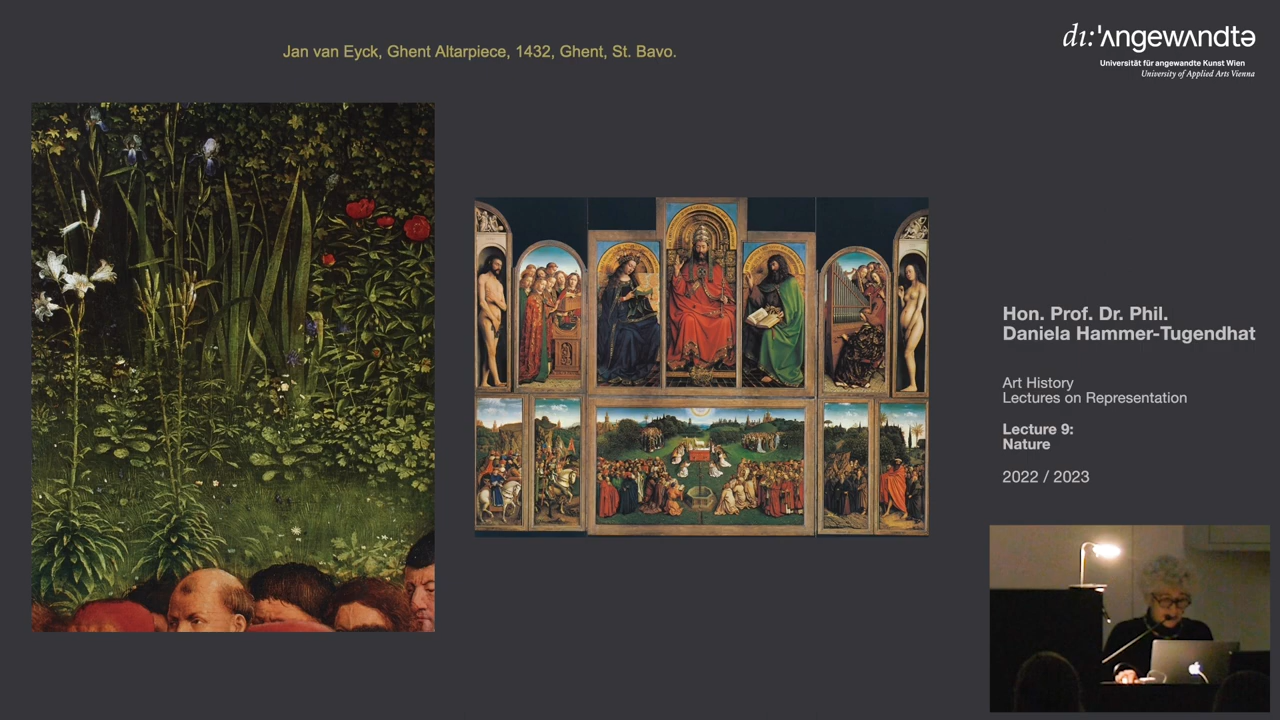 Jan van Eyck, Ghent Altarpiece, 1432, Ghent, St. Bavo.
dı:ˈʌngewʌndtə
Universität für angewandte Kunst Wien
University of Applied Arts Vienna
Hon. Prof. Dr. Phil.
Daniela Hammer-Tugendhat
Art History
Lectures on Representation
Lecture 9:
Nature
2022 / 2023